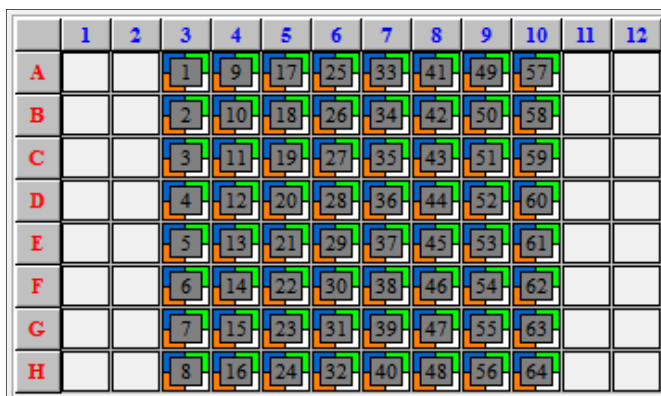 1 2 3 4 5 6 7 8 9 10 11 12
A 1 9 17 25 33 41 49 57
B 2 10 18 26 34 42 50 58
C 3 11 19 27 35 43 51 59
D 4 12 20 28 36 44 52 60
E 5 13 21 29 37 45 53 61
F 6 14 22 30 38 46 54 62
G 7 15 23 31 39 47 55 63
H 8 16 24 32 40 48 56 64